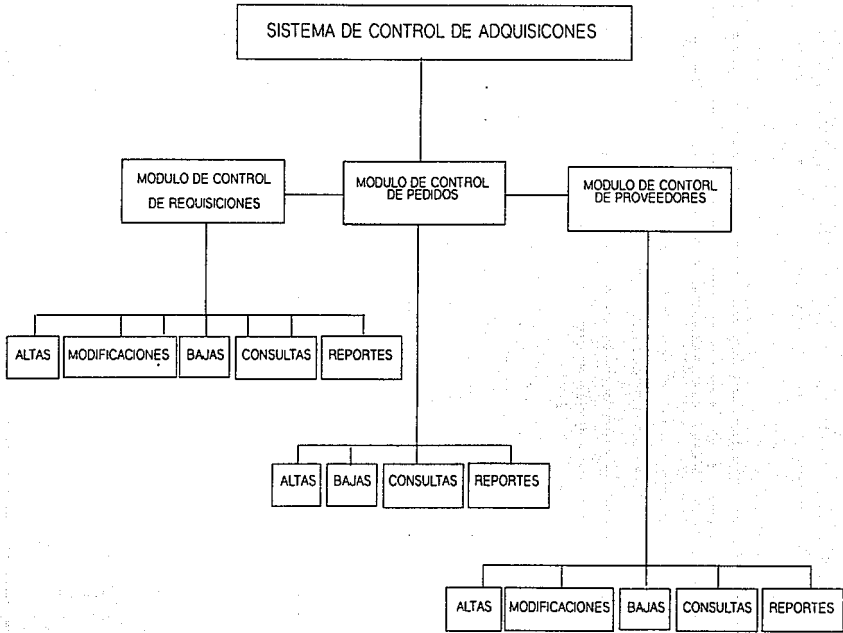 SISTEMA DE CONTROL DE ADQUISICONES
MODULO DE CONTROL
DE REQUISICIONES
MODULO DE CONTROL
DE PEDIDOS
MODULO DE CONTORL
DE PROVEEDORES
ALTAS
MODIFICACIONES
BAJAS
CONSULTAS
REPORTES
ALTAS
BAJAS
CONSULTAS
REPORTES
ALTAS
MODIFICACIONES
BAJAS
CONSULTAS
REPORTES